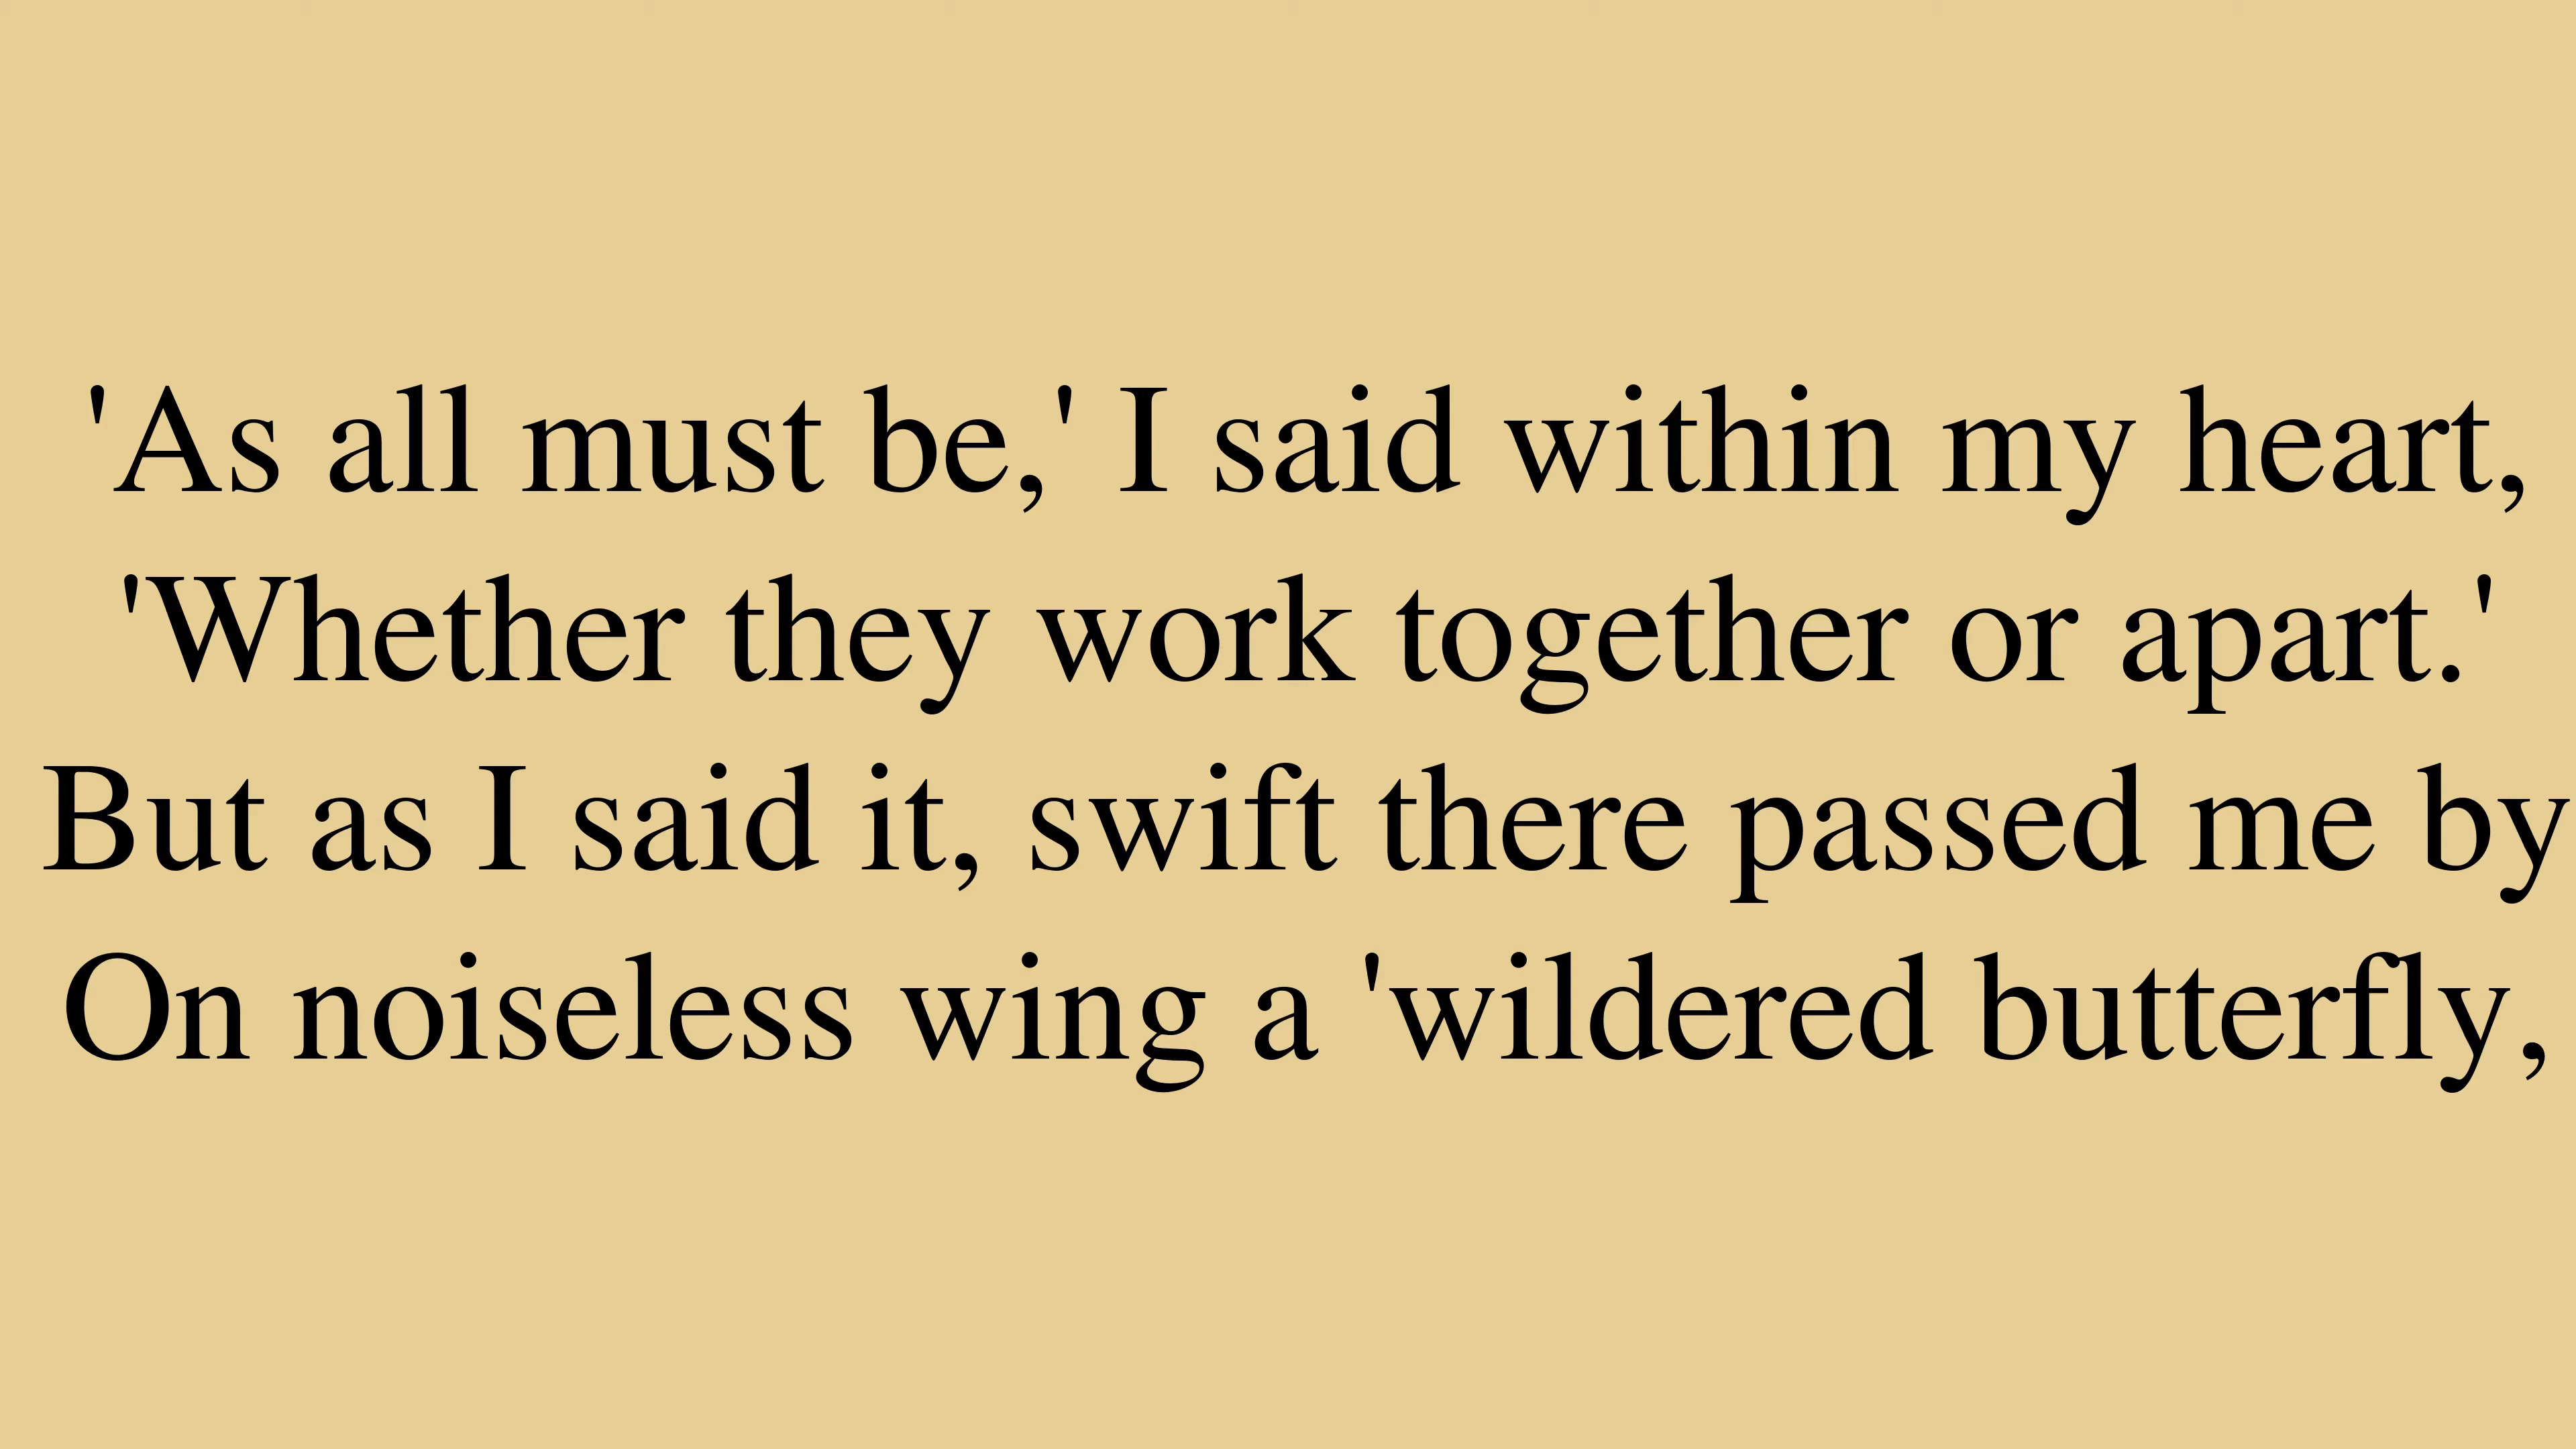 'As all must be,' I said within my heart,
'Whether they work together or apart.'
But as I said it, swift there passed me by
On noiseless wing a 'wildered butterfly,